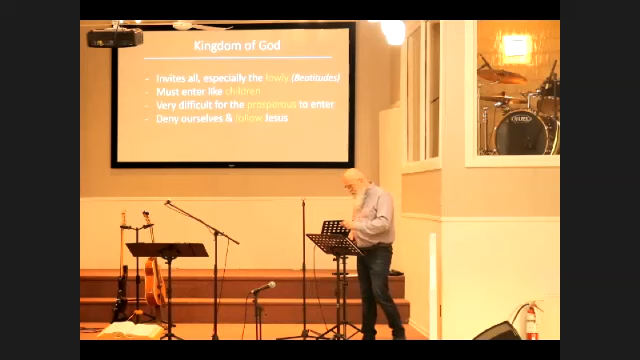 Kingdom of God
- Invites all, especially the lowly (Beatitudes)
- Must enter like children
- Very difficult for the prosperous to enter
- Deny ourselves & follow Jesus